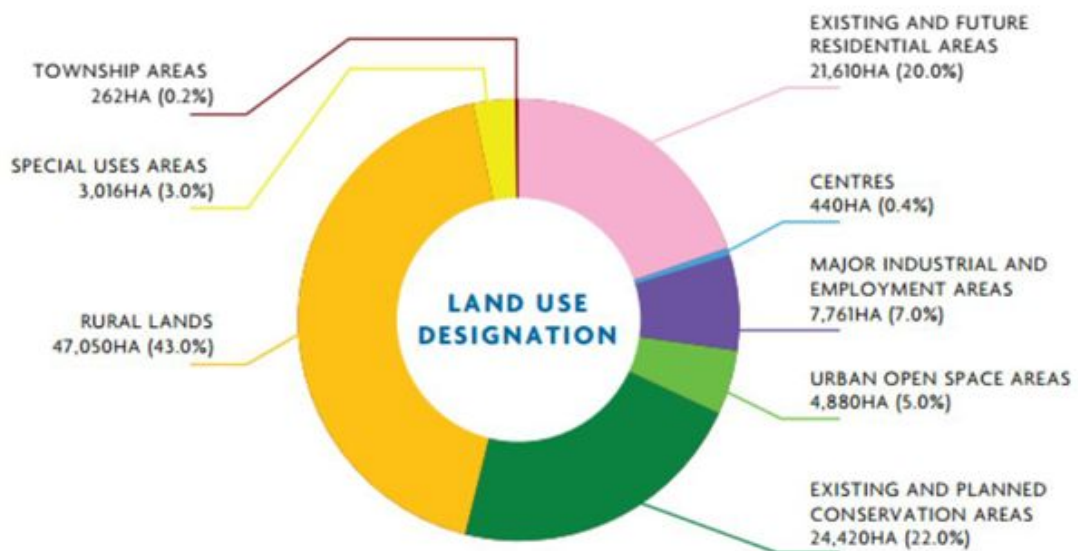 EXISTING AND FUTURE
RESIDENTIAL AREAS
21,610HA (20.0%)
TOWNSHIP AREAS
262HA (0.2%)
SPECIAL USES AREAS
3,016HA (3.0%)
CENTRES
440HA (0.4%)
MAJOR INDUSTRIAL AND
EMPLOYMENT AREAS
7,761HA (7.0%)
LAND USE
DESIGNATION
RURAL LANDS
47,050HA (43.0%)
URBAN OPEN SPACE AREAS
4,880HA (5.0%)
EXISTING AND PLANNED
CONSERVATION AREAS
24,420HA (22.0%)